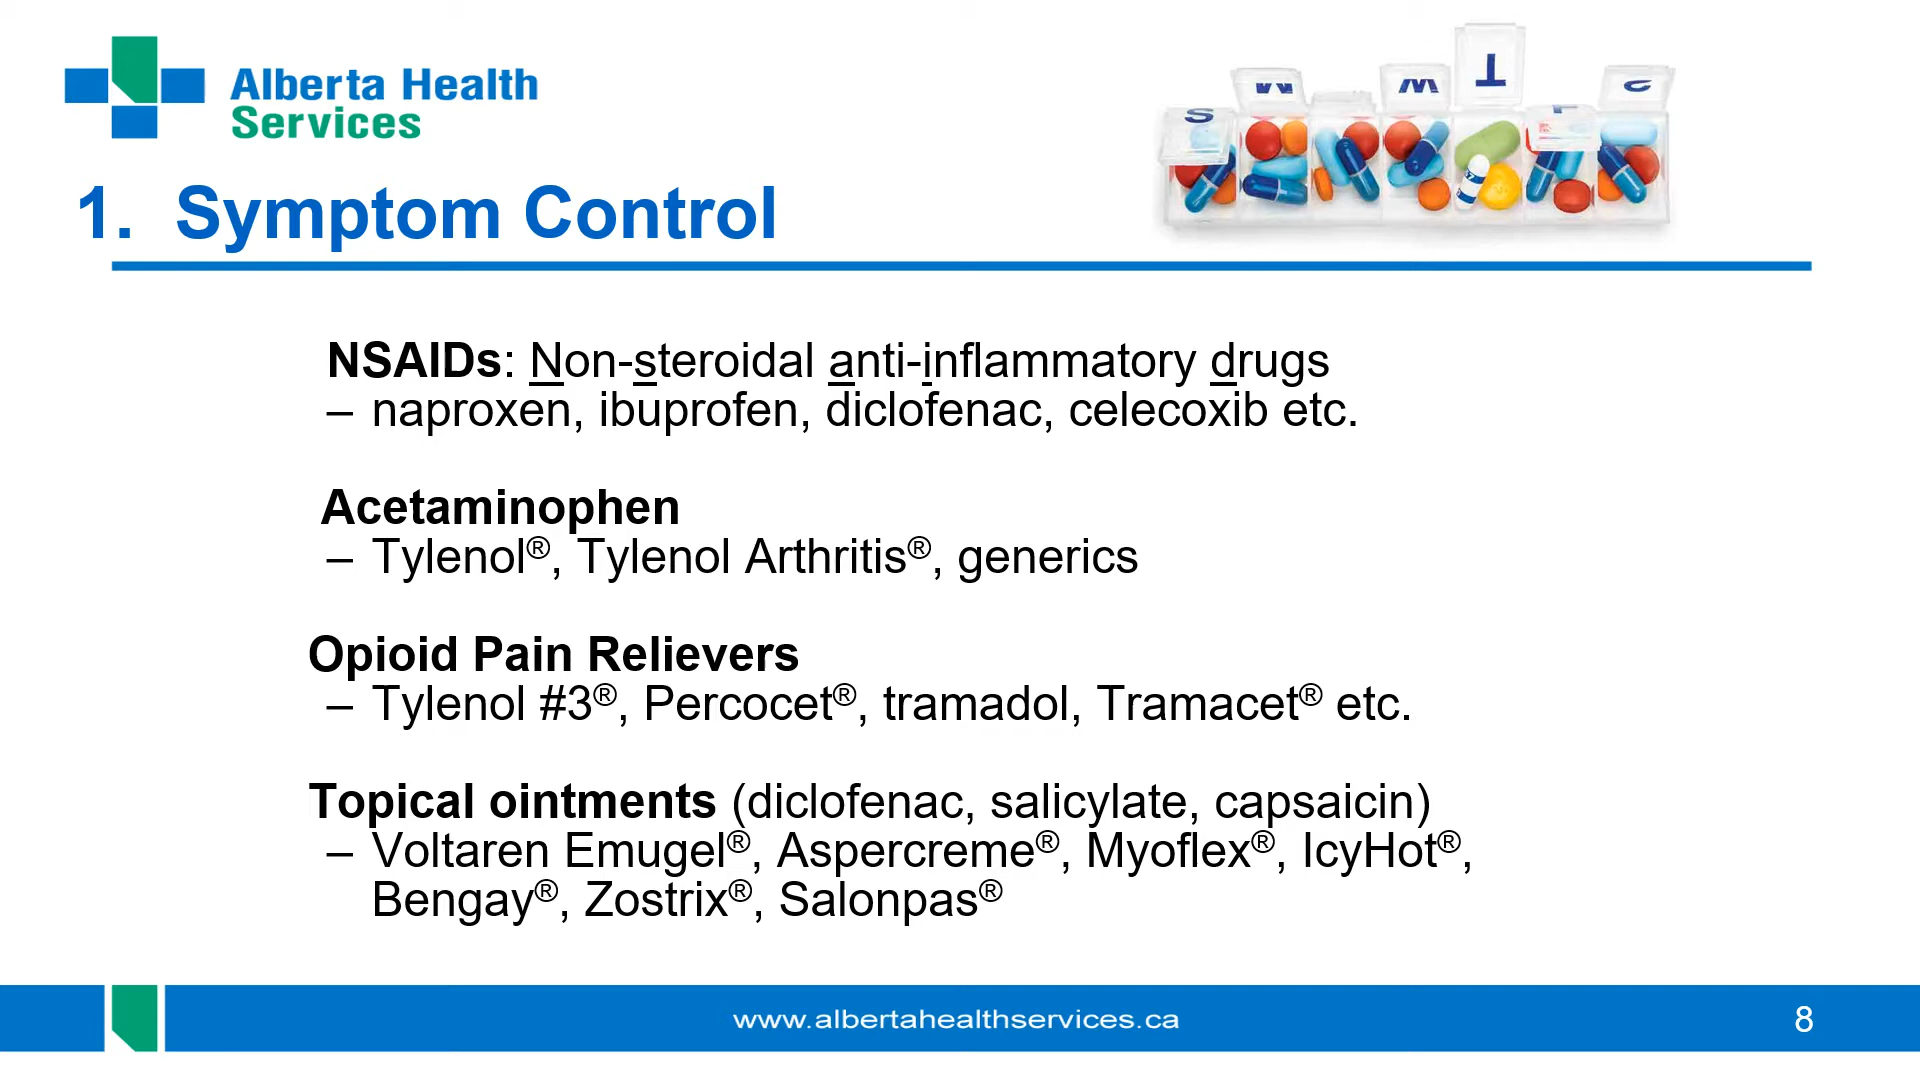 Alberta Health
Services
S M W T F S
1. Symptom Control
NSAIDs: Non-steroidal anti-inflammatory drugs
– naproxen, ibuprofen, diclofenac, celecoxib etc.
Acetaminophen
– Tylenol®, Tylenol Arthritis®, generics
Opioid Pain Relievers
– Tylenol #3®, Percocet®, tramadol, Tramacet® etc.
Topical ointments (diclofenac, salicylate, capsaicin)
– Voltaren Emugel®, Aspercreme®, Myoflex®, IcyHot®,
Bengay®, Zostrix®, Salonpas®
www.albertahealthservices.ca
8